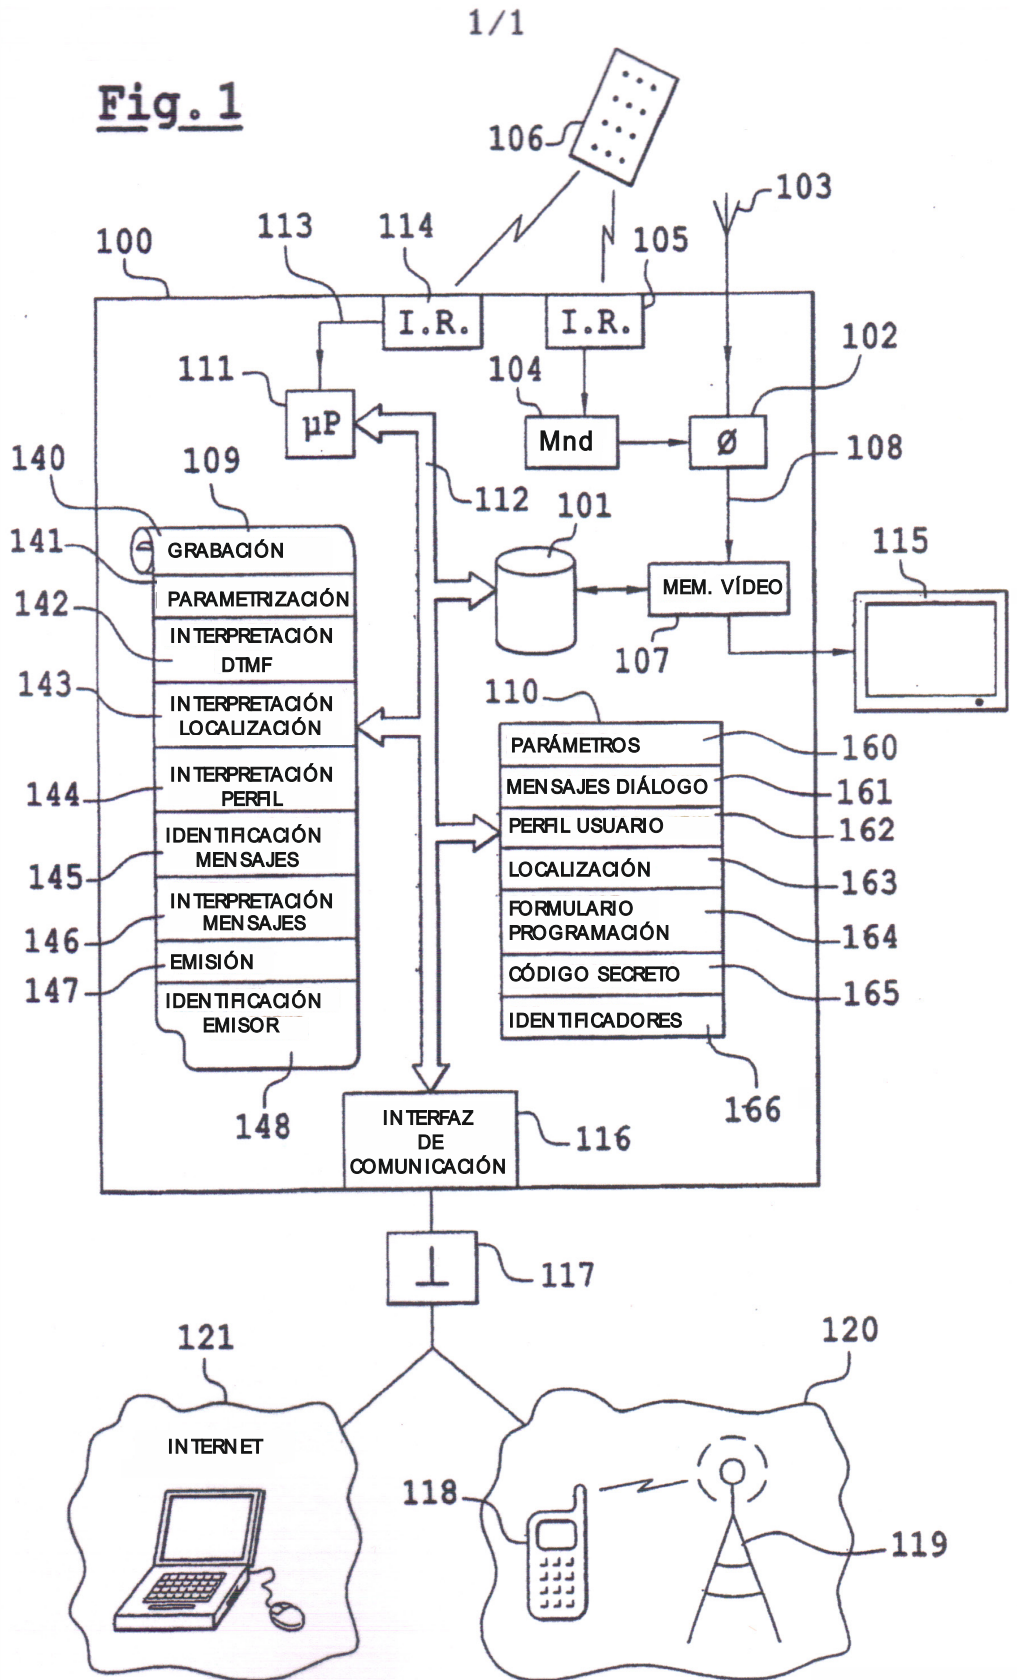 1/1
Fig. 1
106
103
113
114
105
100
I.R.
I.R.
102
111
104
µP
Mnd
Ø
108
140
109
112
101
141
GRABACIÓN
115
142
PARAMETRIZACIÓN
MEM. VÍDEO
INTERPRETACIÓN
DTMF
107
143
INTERPRETACIÓN
LOCALIZACIÓN
110
PARÁMETROS
160
144
INTERPRETACIÓN
PERFIL
MENSAJES DIÁLOGO
161
PERFIL USUARIO
162
145
IDENTIFICACIÓN
MENSAJES
LOCALIZACIÓN
163
146
INTERPRETACIÓN
MENSAJES
FORMULARIO
PROGRAMACIÓN
164
147
EMISIÓN
CÓDIGO SECRETO
165
IDENTIFICACIÓN
EMISOR
IDENTIFICADORES
148
166
INTERFAZ
DE
COMUNICACIÓN
116
117
121
120
INTERNET
118
119